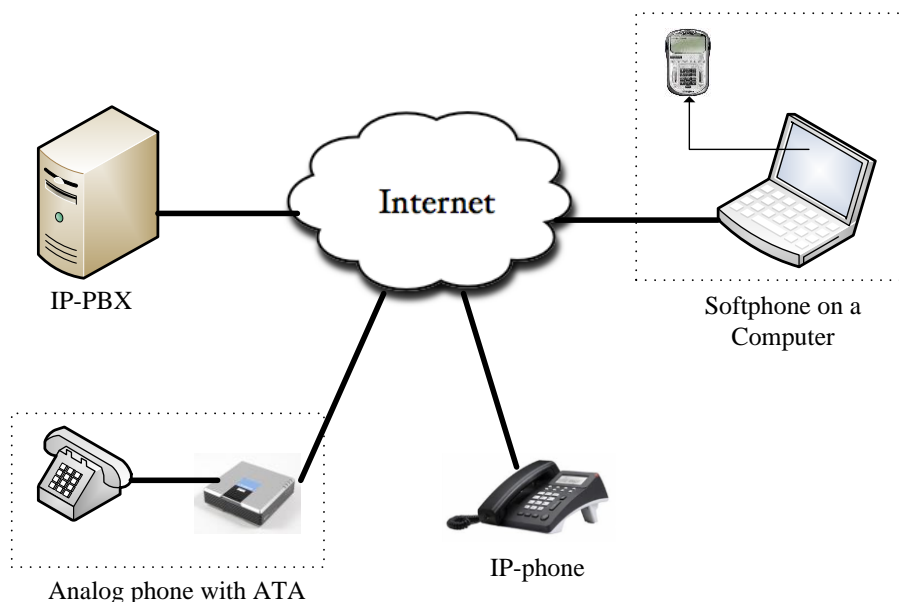 Internet
IP-PBX
Softphone on a
Computer
IP-phone
Analog phone with ATA